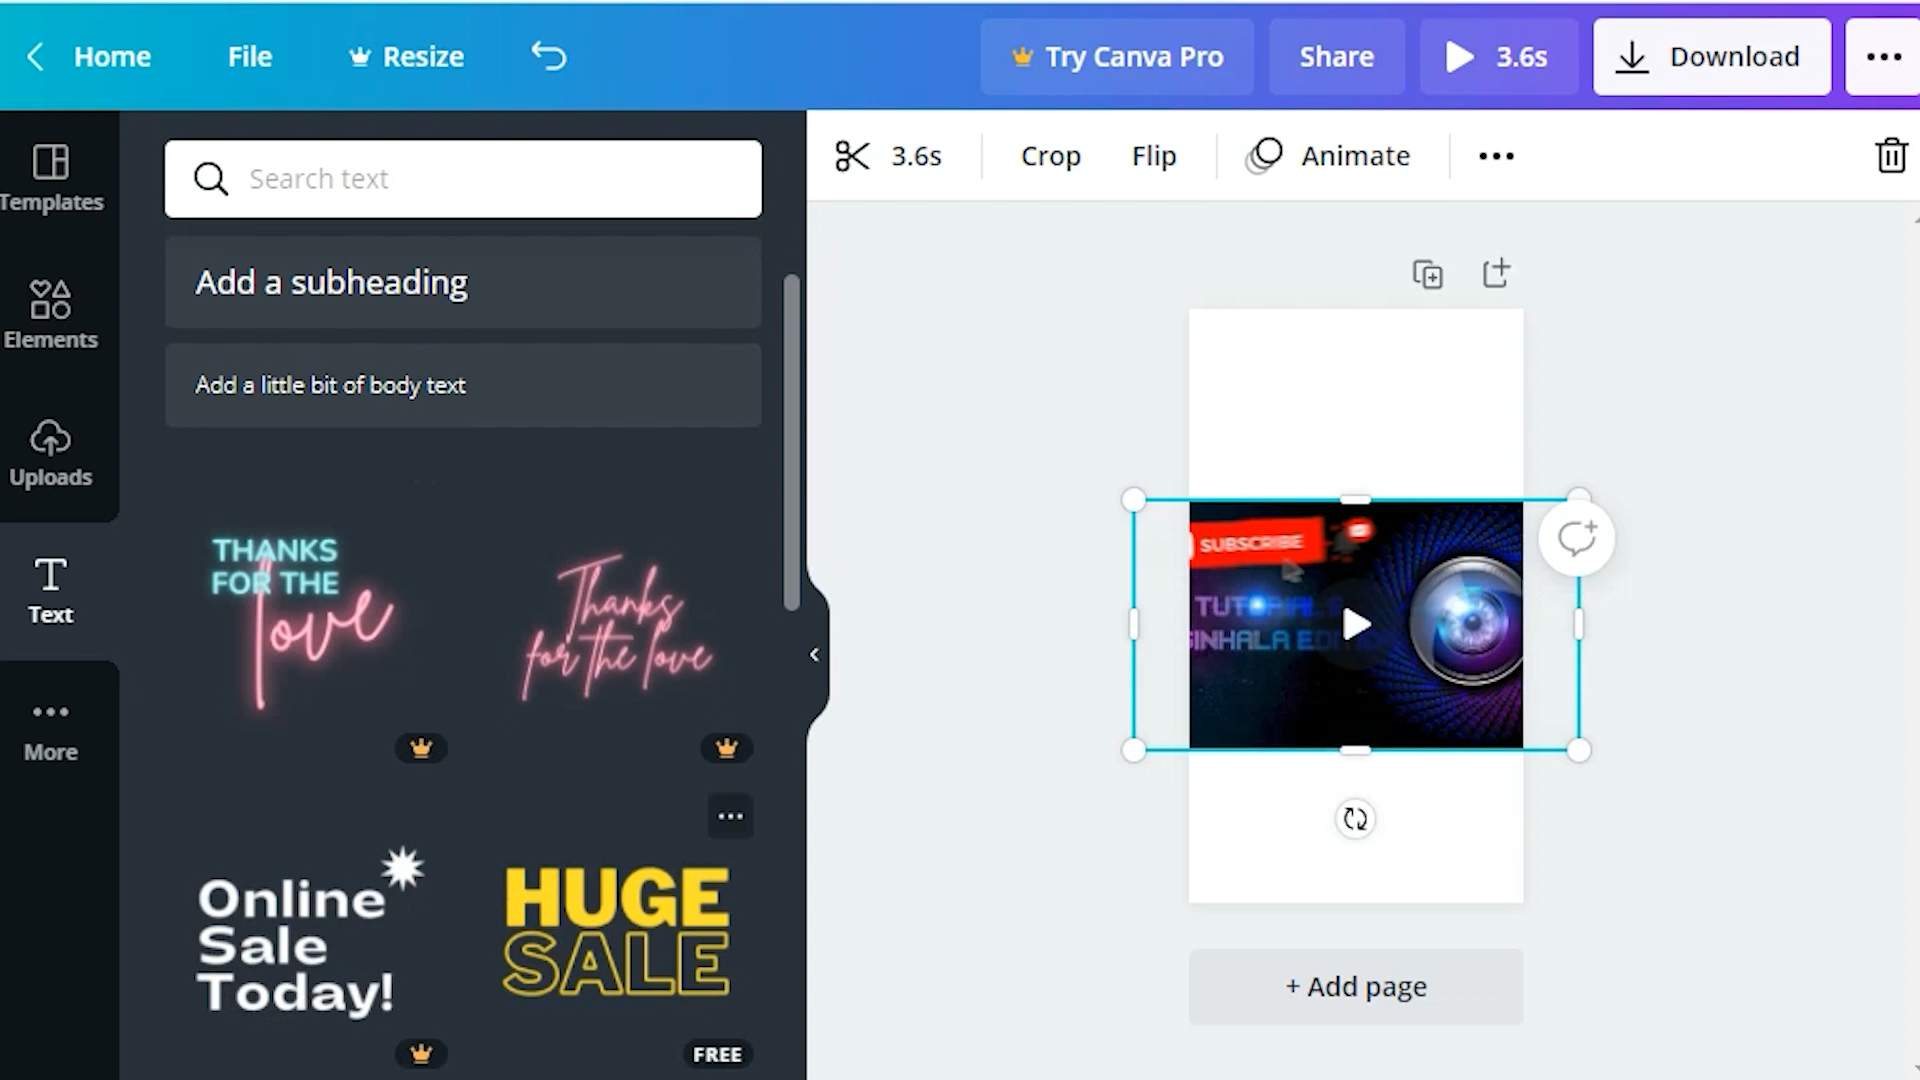 Home
File
Resize
Try Canva Pro
Share
3.6s
Download
Templates
Elements
Uploads
Text
More
Search text
Add a subheading
Add a little bit of body text
THANKS
FOR THE
love
Thanks
for the love
Online
Sale
Today!
HUGE
SALE
FREE
3.6s
Crop
Flip
Animate
SUBSCRIBE
SINHALA
+ Add page